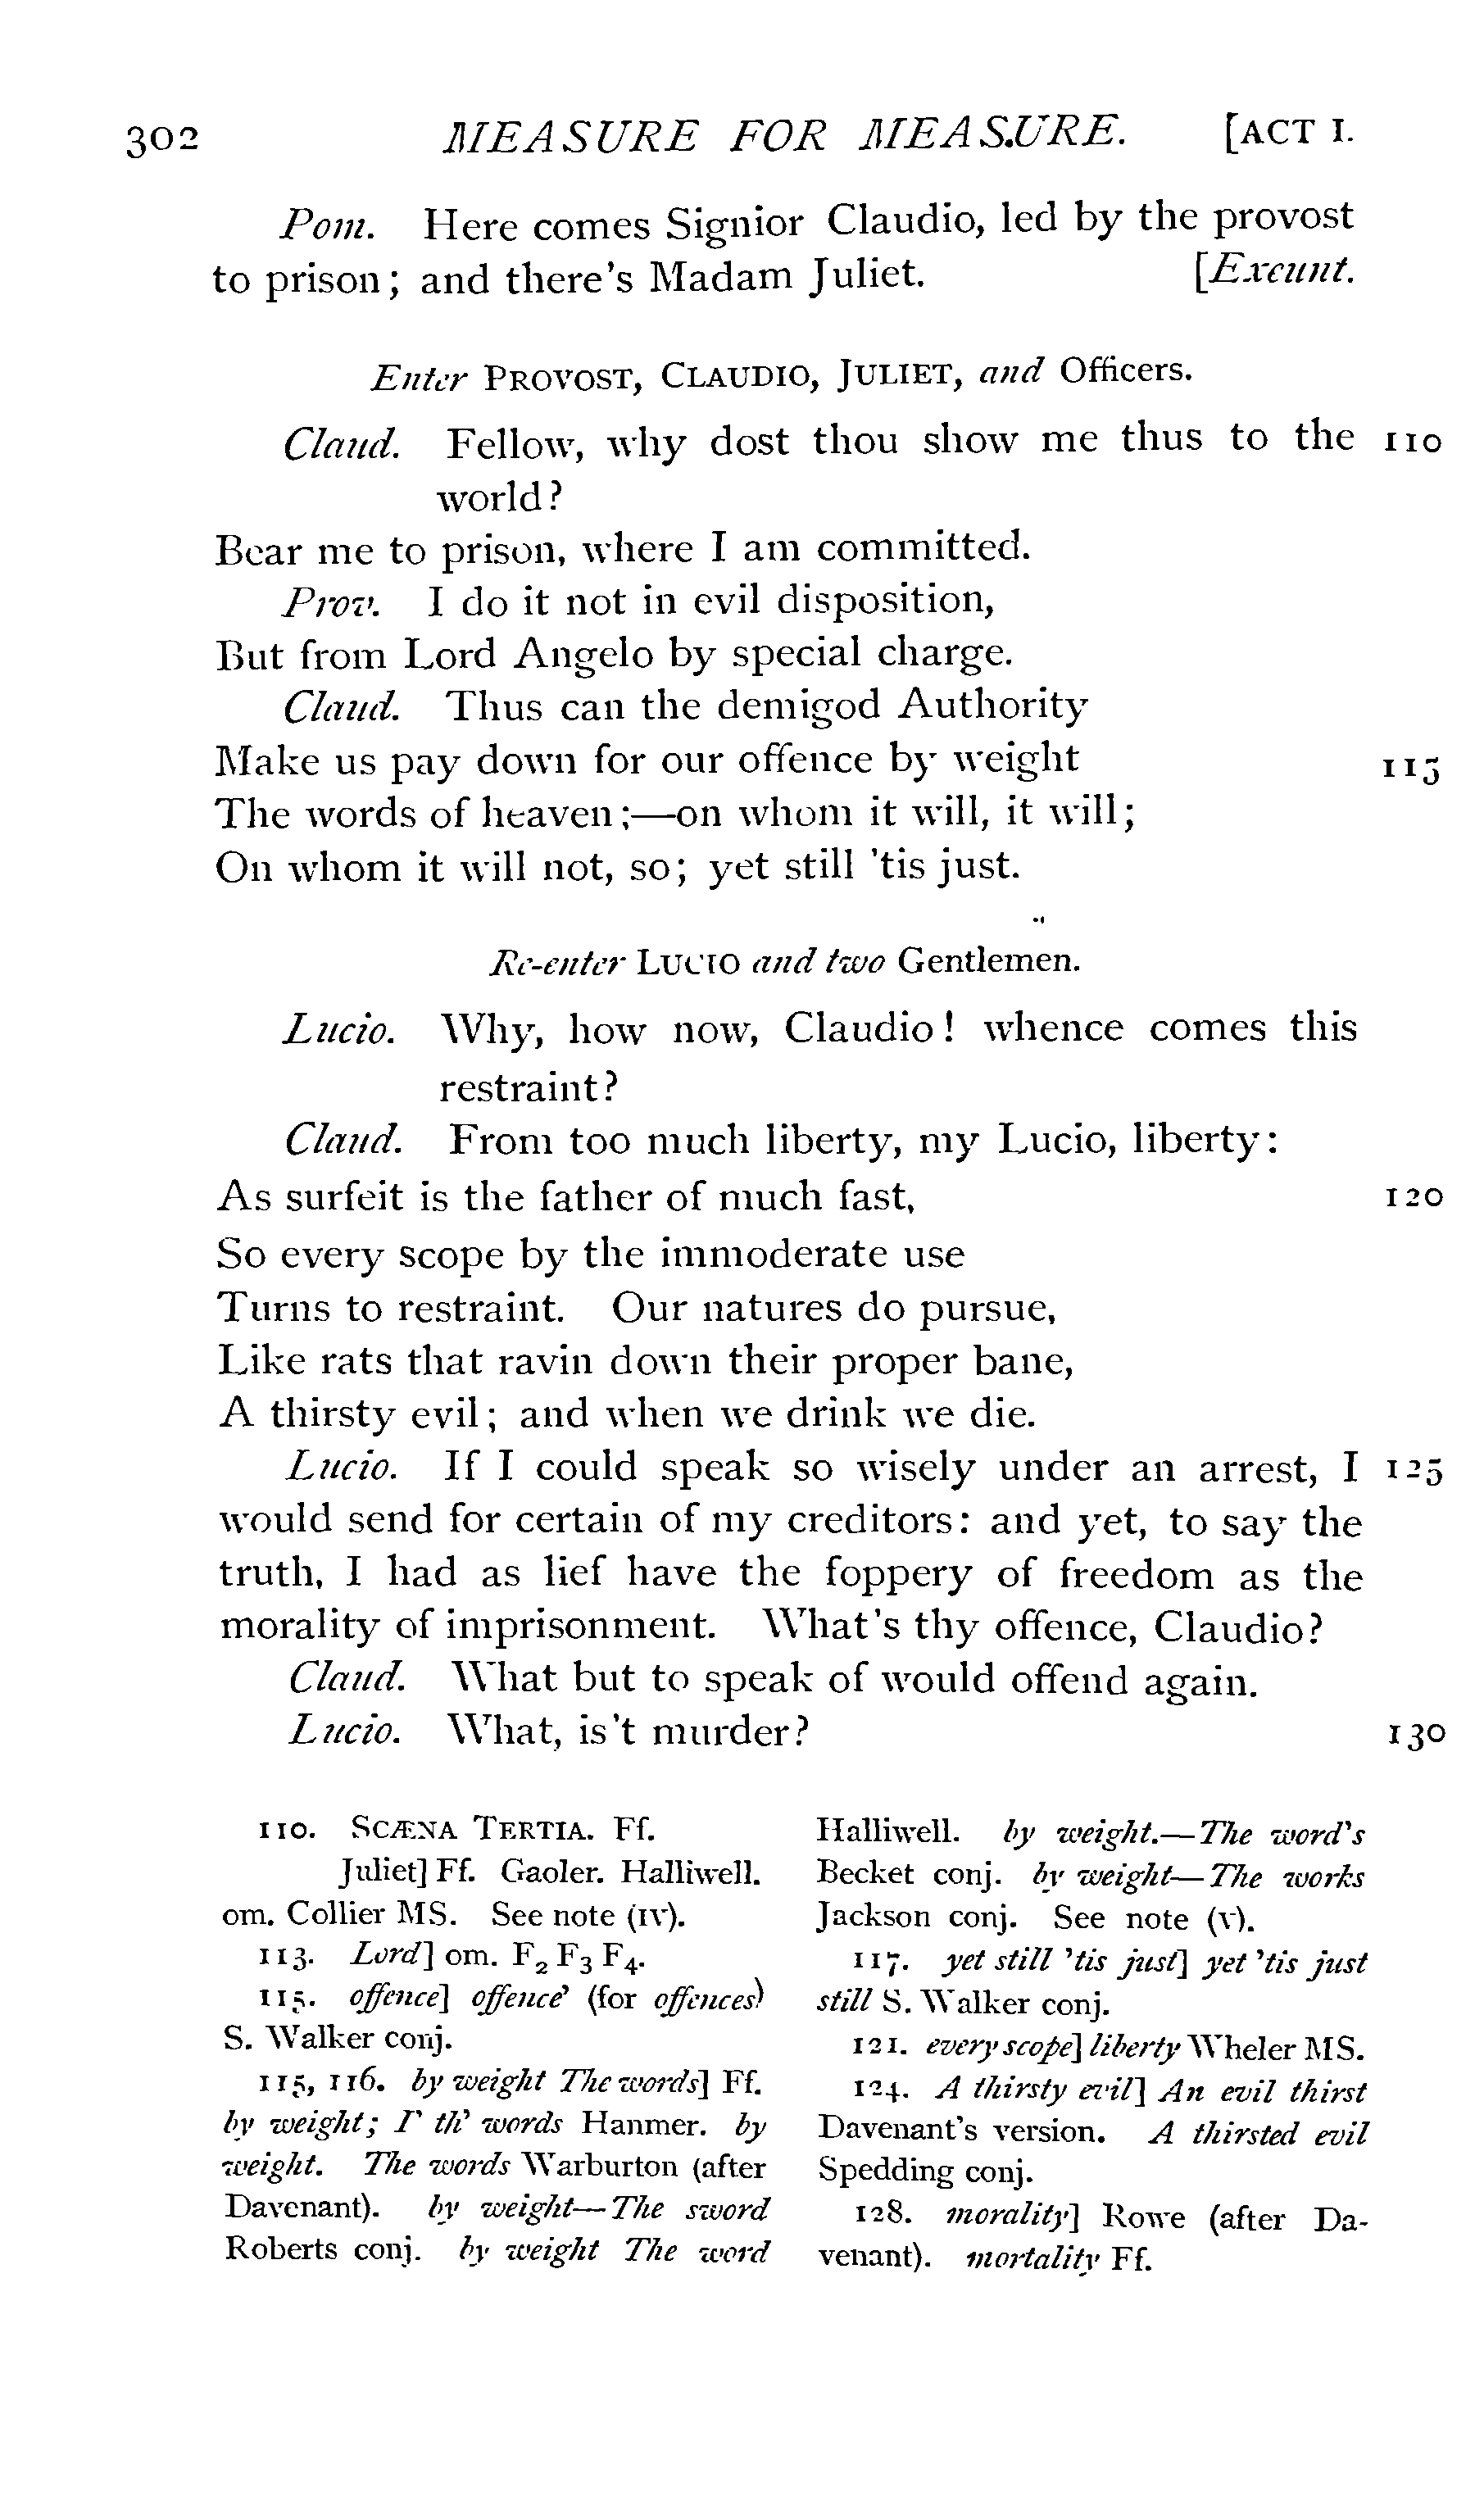 302 MEASURE FOR MEASURE. [ACT I.
Pom. Here comes Signior Claudio, led by the provost
to prison; and there's Madam Juliet. [Exeunt.
Enter PROVOST, CLAUDIO, JULIET, and Officers.
Claud. Fellow, why dost thou show me thus to the 110
world?
Bear me to prison, where I am committed.
Prov. I do it not in evil disposition,
But from Lord Angelo by special charge.
Claud. Thus can the demigod Authority
Make us pay down for our offence by weight 115
The words of heaven;—on whom it will, it will;
On whom it will not, so; yet still 'tis just.
Re-enter LUCIO and two Gentlemen.
Lucio. Why, how now, Claudio! whence comes this
restraint?
Claud. From too much liberty, my Lucio, liberty:
As surfeit is the father of much fast, 120
So every scope by the immoderate use
Turns to restraint. Our natures do pursue,
Like rats that ravin down their proper bane,
A thirsty evil; and when we drink we die.
Lucio. If I could speak so wisely under an arrest, I 125
would send for certain of my creditors: and yet, to say the
truth, I had as lief have the foppery of freedom as the
morality of imprisonment. What's thy offence, Claudio?
Claud. What but to speak of would offend again.
Lucio. What, is't murder? 130
110. SCÆNA TERTIA. Ff.
Juliet] Ff. Gaoler. Halliwell.
om. Collier MS. See note (IV).
113. Lord] om. F2 F3 F4.
115. offence] offence' (for offences)
S. Walker conj.
115, 116. by weight The words] Ff.
by weight; I' th' words Hanmer. by
weight. The words Warburton (after
Davenant). by weight—The sword
Roberts conj. by weight The word
Halliwell. by weight.—The word's
Becket conj. by weight—The works
Jackson conj. See note (V).
117. yet still 'tis just] yet 'tis just
still S. Walker conj.
121. every scope] liberty Wheler MS.
124. A thirsty evil] An evil thirst
Davenant's version. A thirsted evil
Spedding conj.
128. morality] Rowe (after Da-
venant). mortality Ff.